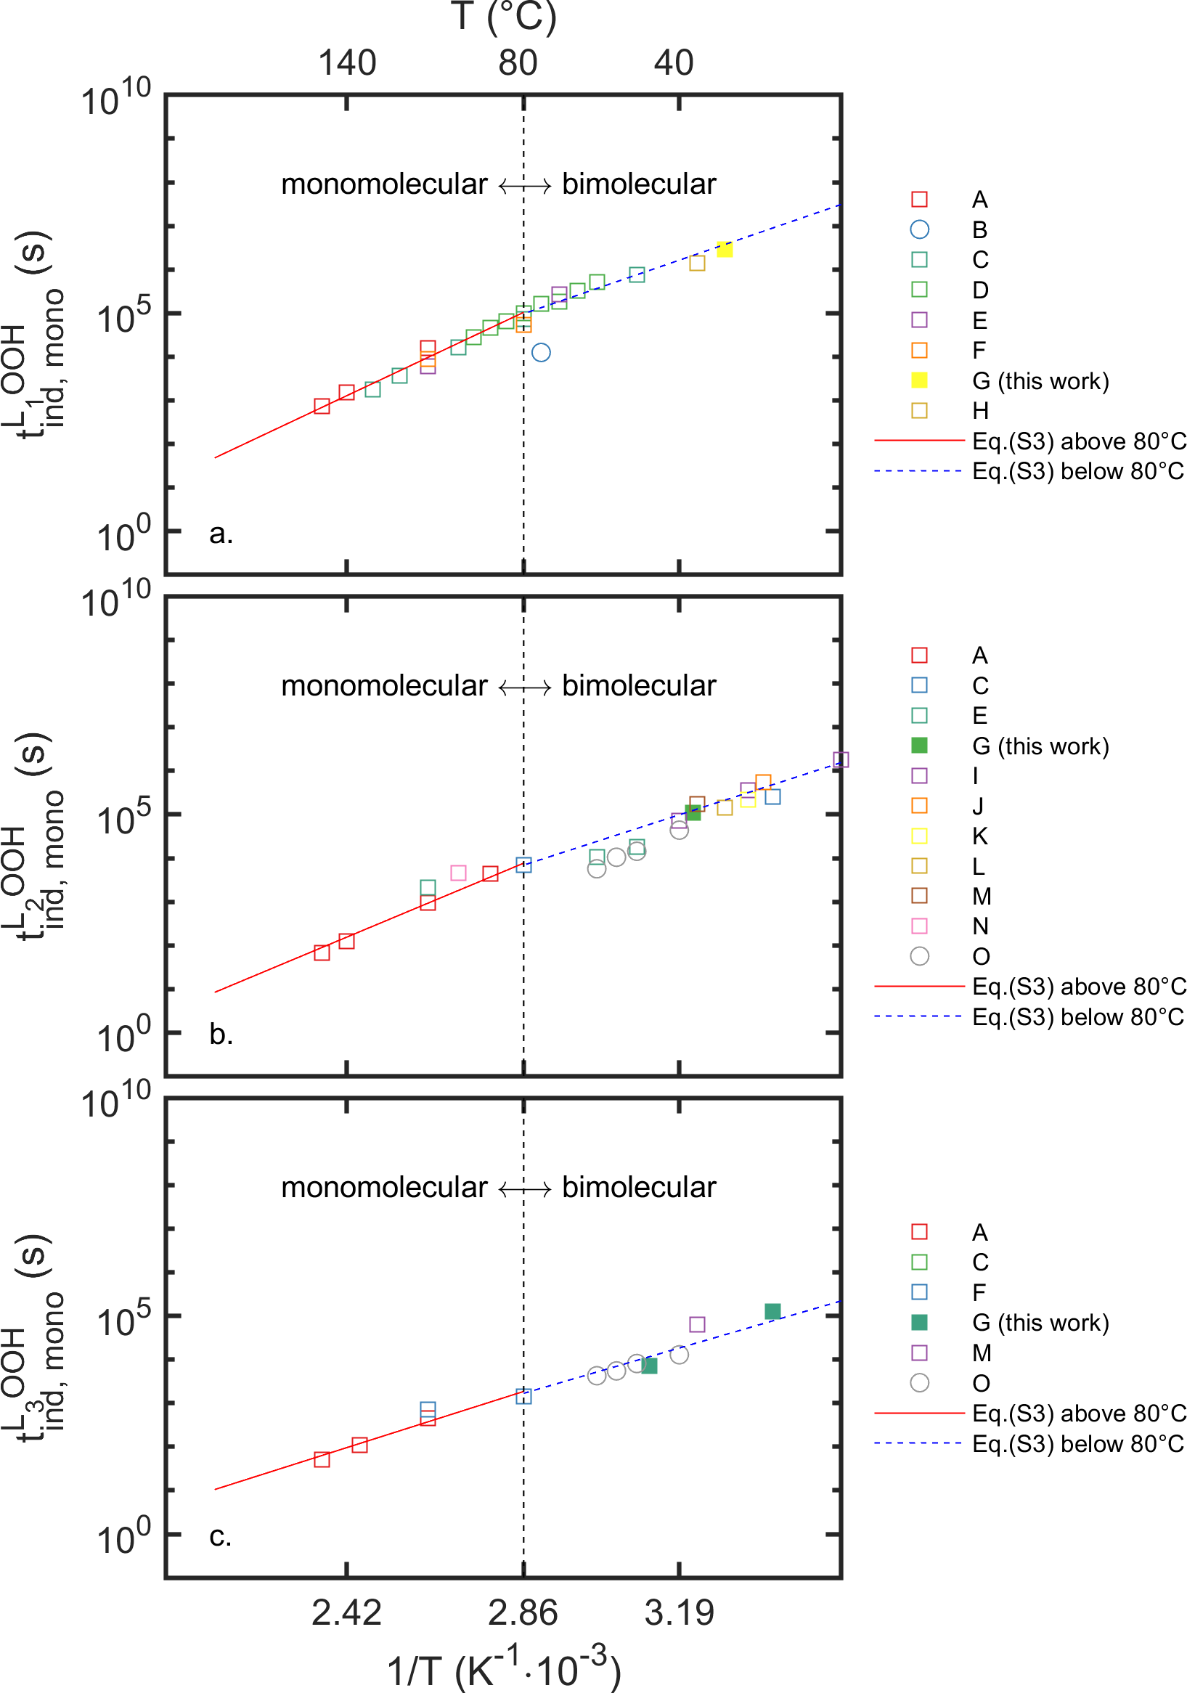 T (°C)
140 80 40
10^10
monomolecular ⟷ bimolecular
10^5
10^0
t^L_1OOH_ind, mono (s)
a.
A
B
C
D
E
F
G (this work)
H
Eq.(S3) above 80°C
Eq.(S3) below 80°C
10^10
monomolecular ⟷ bimolecular
10^5
10^0
t^L_2OOH_ind, mono (s)
b.
A
C
E
G (this work)
I
J
K
L
M
N
O
Eq.(S3) above 80°C
Eq.(S3) below 80°C
10^10
monomolecular ⟷ bimolecular
10^5
10^0
t^L_3OOH_ind, mono (s)
c.
A
C
F
G (this work)
M
O
Eq.(S3) above 80°C
Eq.(S3) below 80°C
2.42 2.86 3.19
1/T (K^-1·10^-3)